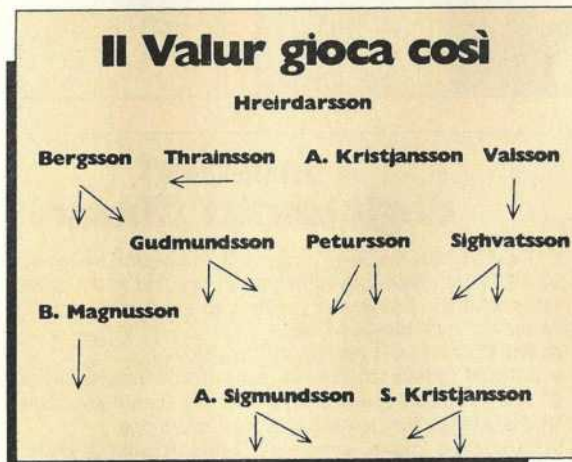 Il Valur gioca così
Hreirdarsson
Bergsson Thrainsson A. Kristjansson Valsson
Gudmundsson Petursson Sighvatsson
B. Magnusson
A. Sigmundsson S. Kristjansson